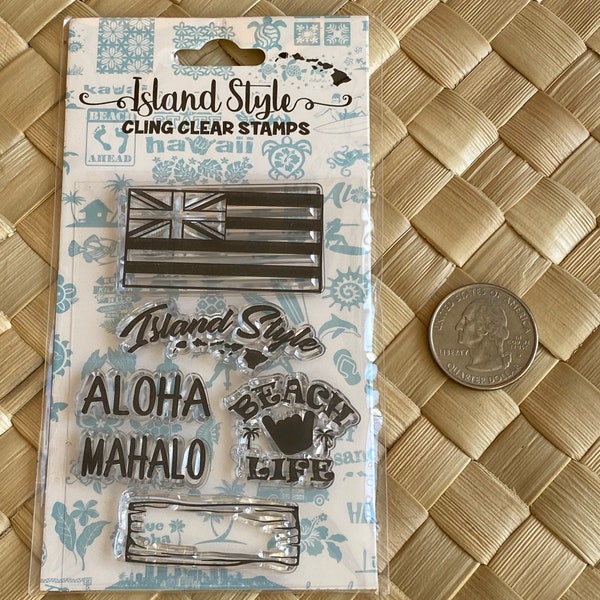 Island Style
CLING CLEAR STAMPS
BEACH
AHEAD
hawaii
Island Style
ALOHA
MAHALO
BEACH
LIFE
UNITED STATES OF AMERICA
LIBERTY
QUARTER DOLLAR